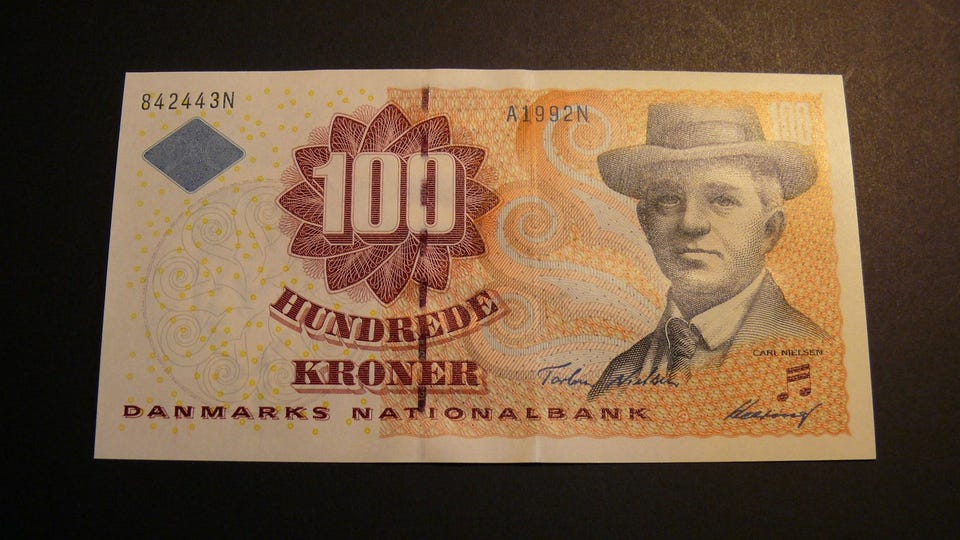 842443N
A1992N
100
100
HUNDREDE
KRONER
CARL NIELSEN
DANMARKS NATIONALBANK